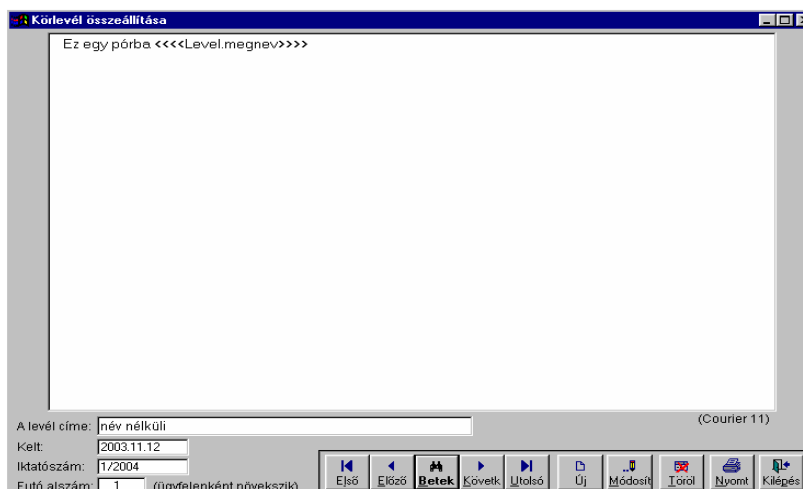 Körlevél összeállítása
Ez egy pórba <<<<Level.megnev>>>>
(Courier 11)
A levél címe: név nélküli
Kelt: 2003.11.12
Iktatószám: 1/2004
Futó alszám: 1 (ügyfelenként növekszik)
Első Előző Betek Követk Utolsó Új Módosít Töröl Nyomt Kilépés